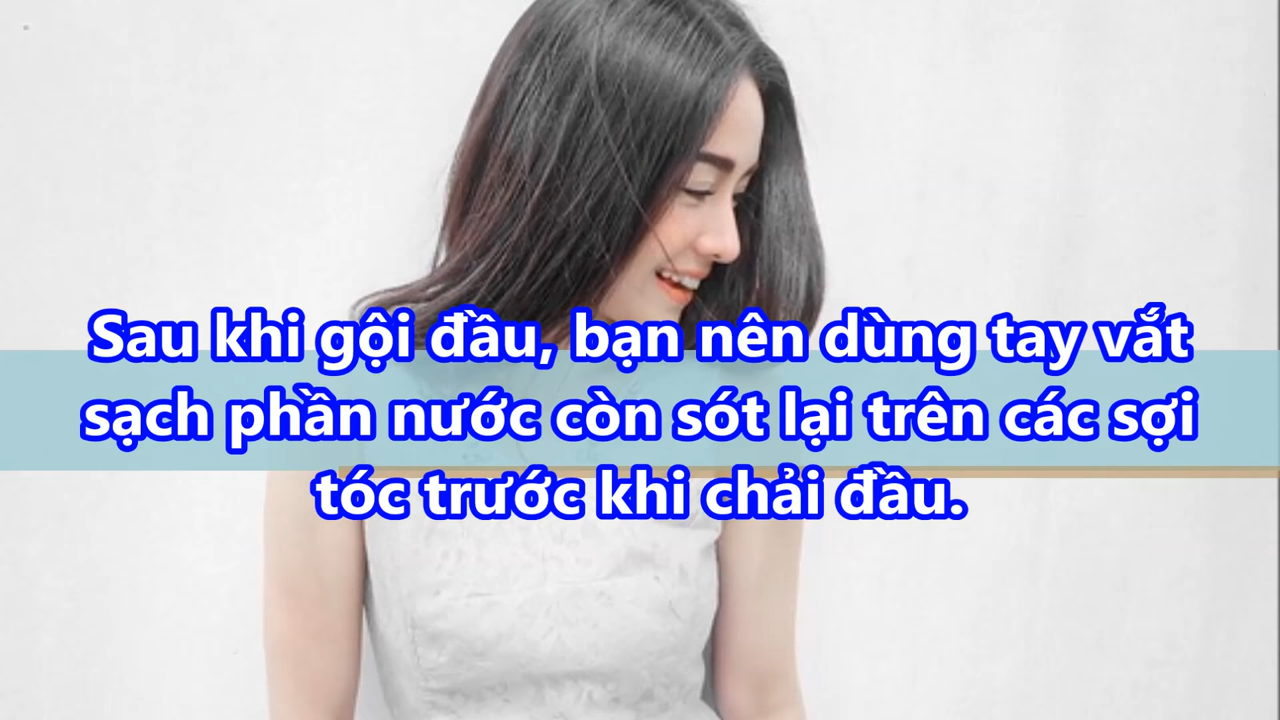 Sau khi gội đầu, bạn nên dùng tay vắt
sạch phần nước còn sót lại trên các sợi
tóc trước khi chải đầu.